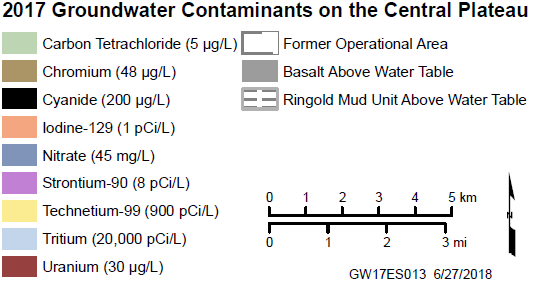 2017 Groundwater Contaminants on the Central Plateau
Carbon Tetrachloride (5 µg/L)
Chromium (48 µg/L)
Cyanide (200 µg/L)
Iodine-129 (1 pCi/L)
Nitrate (45 mg/L)
Strontium-90 (8 pCi/L)
Technetium-99 (900 pCi/L)
Tritium (20,000 pCi/L)
Uranium (30 µg/L)
Former Operational Area
Basalt Above Water Table
Ringold Mud Unit Above Water Table
0 1 2 3 4 5 km
0 1 2 3 mi
N
GW17ES013 6/27/2018